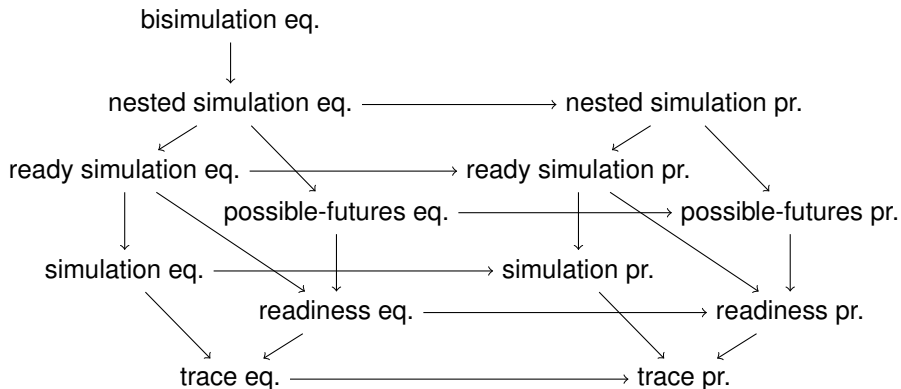 bisimulation eq.
nested simulation eq.
nested simulation pr.
ready simulation eq.
ready simulation pr.
possible-futures eq.
possible-futures pr.
simulation eq.
simulation pr.
readiness eq.
readiness pr.
trace eq.
trace pr.